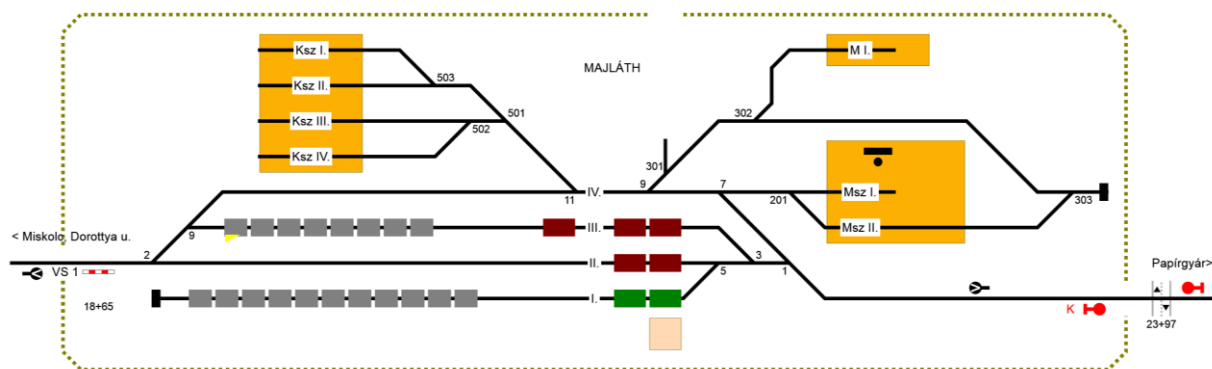 Ksz I.
M I.
MAJLÁTH
503
Ksz II.
501
302
Ksz III.
502
Ksz IV.
301
IV.
11
9
7
Msz I.
201
303
9
III.
Msz II.
< Miskolc, Dorottya u.
2
II.
3
VS 1
5
1
Papírgyár>
18+65
I.
K
23+97